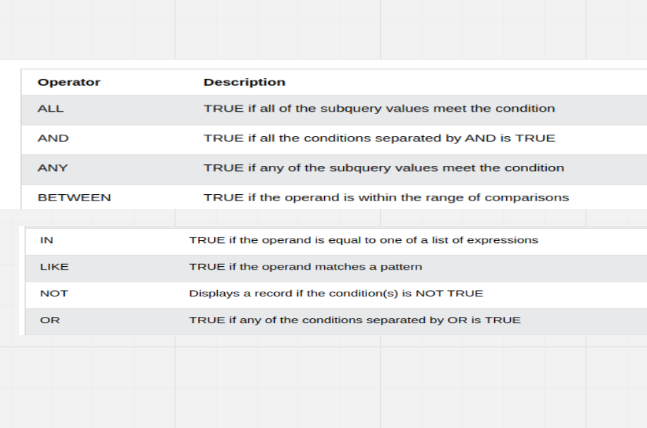 Operator Description
ALL TRUE if all of the subquery values meet the condition
AND TRUE if all the conditions separated by AND is TRUE
ANY TRUE if any of the subquery values meet the condition
BETWEEN TRUE if the operand is within the range of comparisons
IN TRUE if the operand is equal to one of a list of expressions
LIKE TRUE if the operand matches a pattern
NOT Displays a record if the condition(s) is NOT TRUE
OR TRUE if any of the conditions separated by OR is TRUE